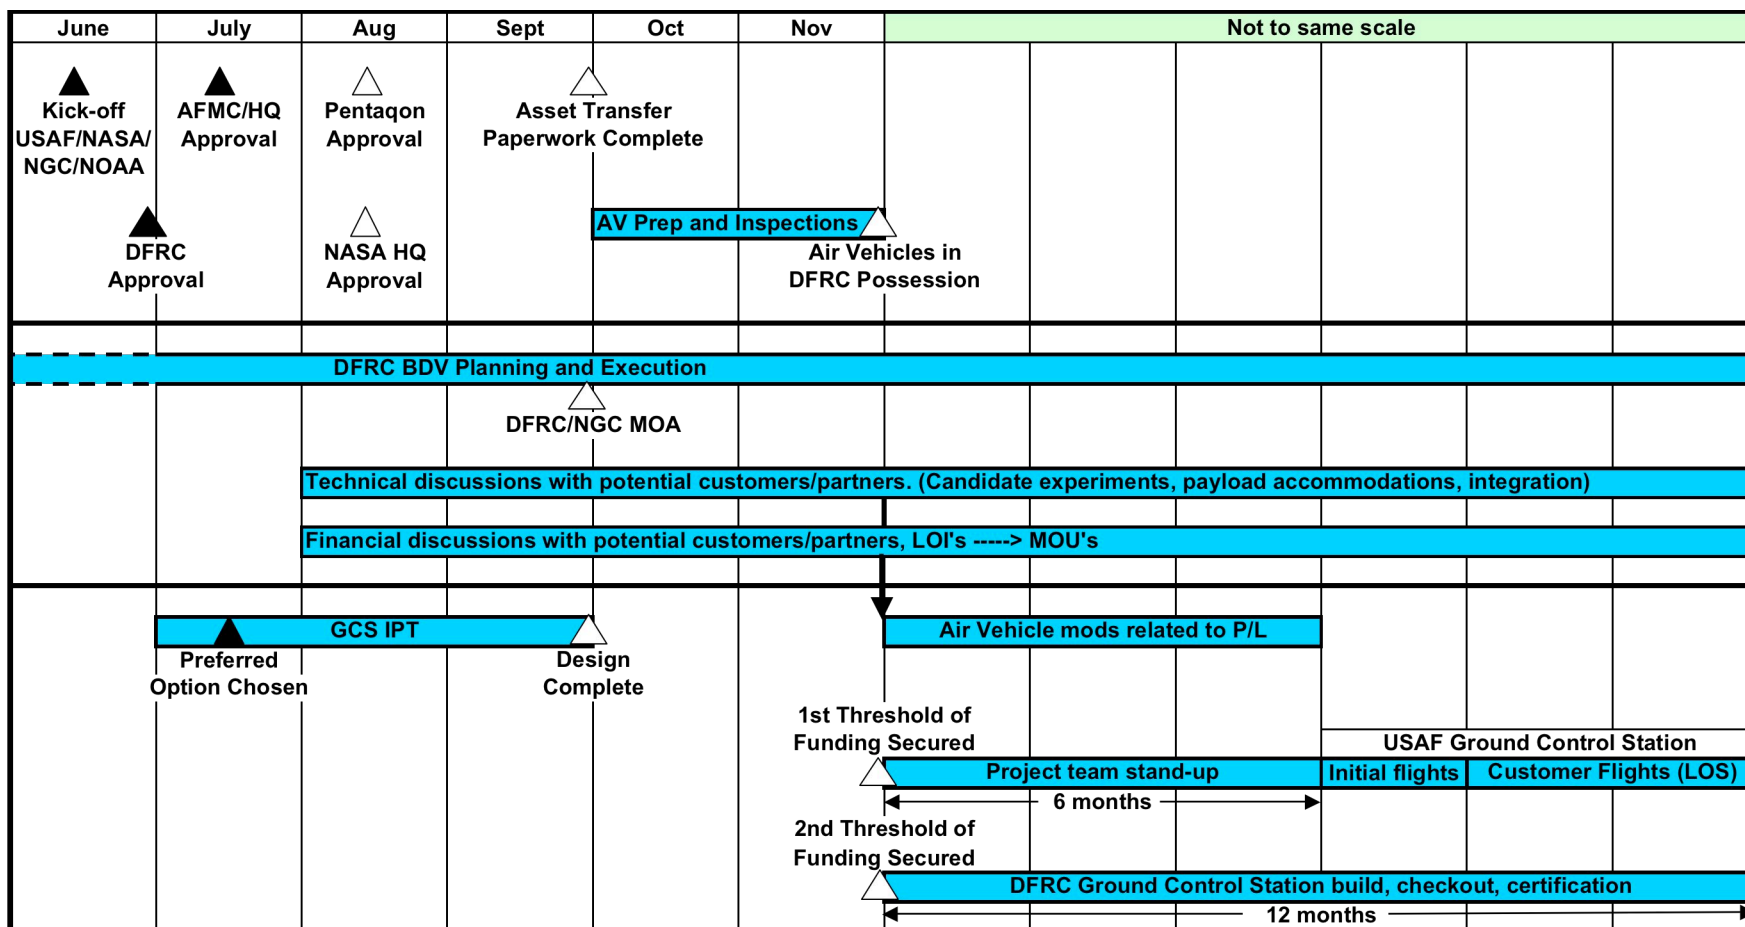 June July Aug Sept Oct Nov Not to same scale
Kick-off
USAF/NASA/
NGC/NOAA
AFMC/HQ
Approval
Pentaqon
Approval
Asset Transfer
Paperwork Complete
DFRC
Approval
NASA HQ
Approval
AV Prep and Inspections
Air Vehicles in
DFRC Possession
DFRC BDV Planning and Execution
DFRC/NGC MOA
Technical discussions with potential customers/partners. (Candidate experiments, payload accommodations, integration)
Financial discussions with potential customers/partners, LOI's -----> MOU's
GCS IPT
Preferred
Option Chosen
Design
Complete
Air Vehicle mods related to P/L
1st Threshold of
Funding Secured
USAF Ground Control Station
Project team stand-up
Initial flights
Customer Flights (LOS)
6 months
2nd Threshold of
Funding Secured
DFRC Ground Control Station build, checkout, certification
12 months